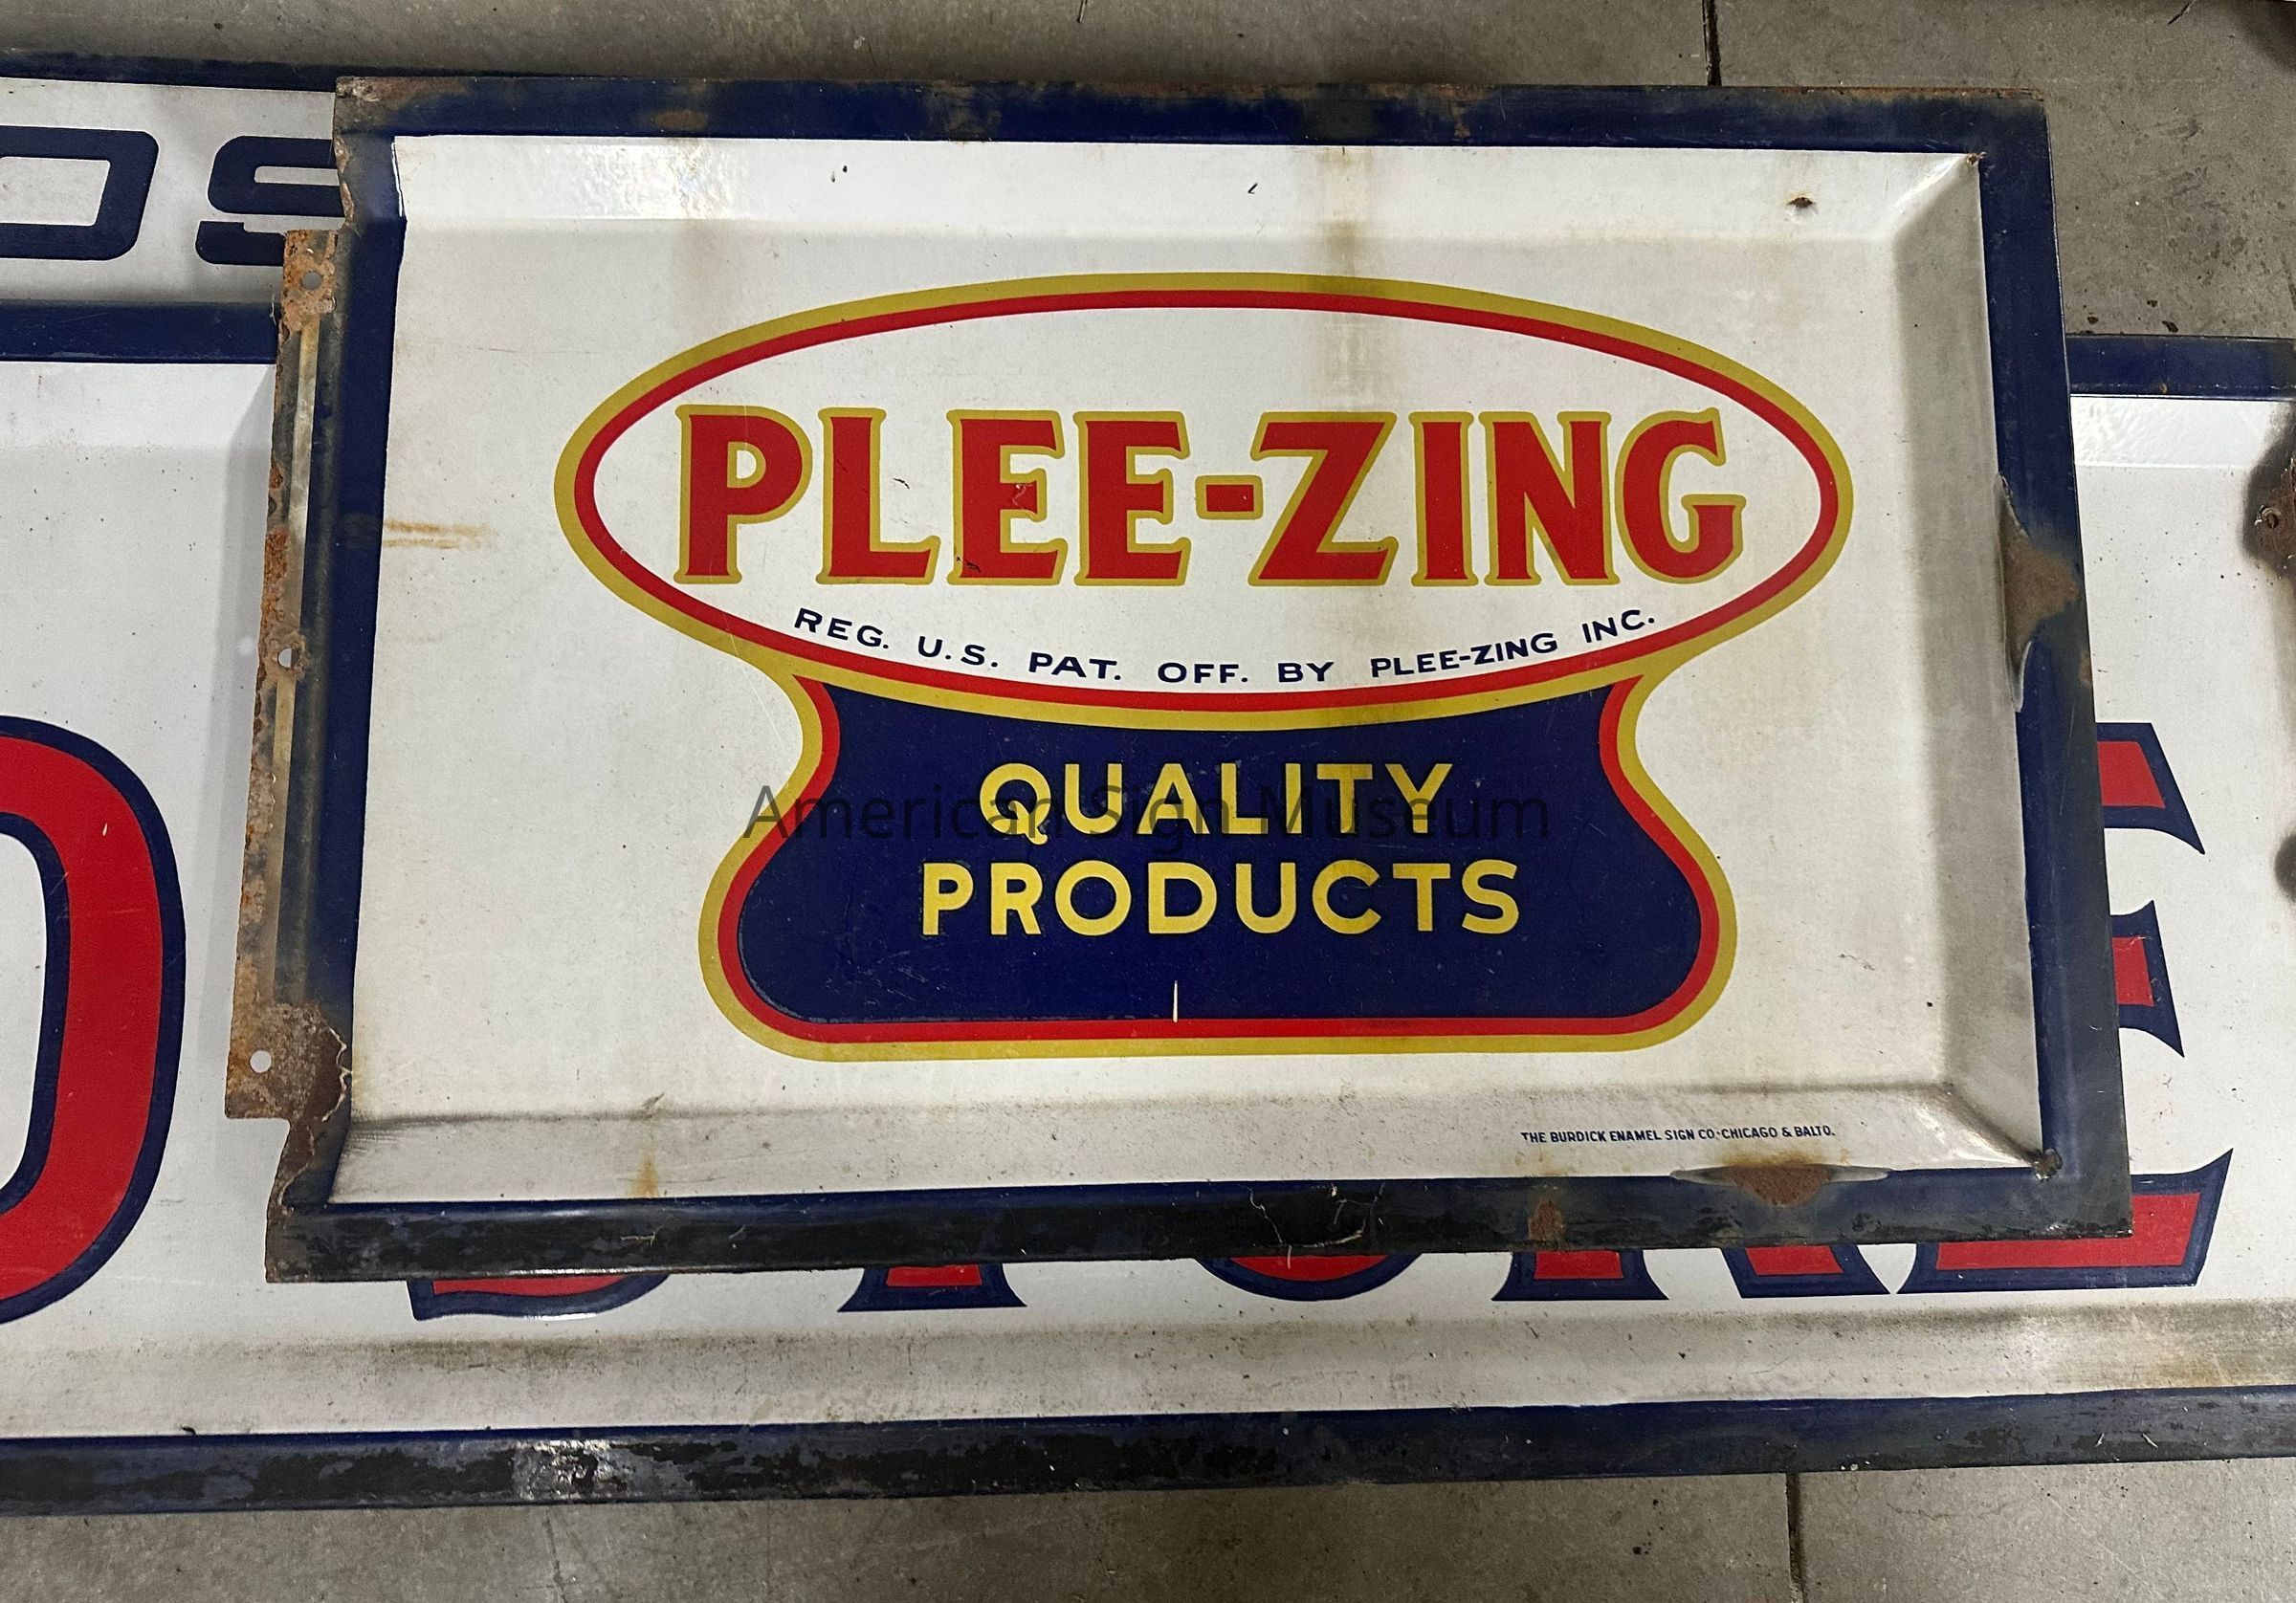 PLEE-ZING
REG. U.S. PAT. OFF. BY PLEE-ZING INC.
QUALITY
PRODUCTS
American Sign Museum
THE BURDICK ENAMEL SIGN CO. CHICAGO & BALTO.